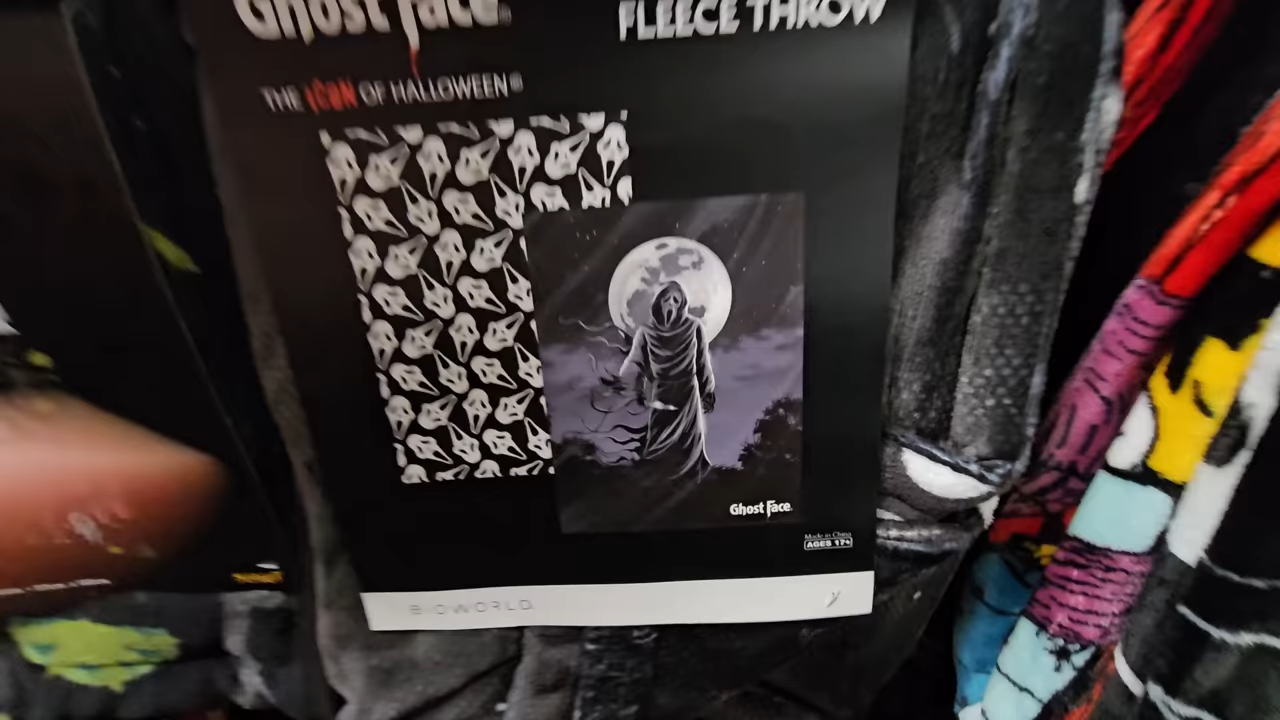 Ghost Face®
FLEECE THROW
THE ICON OF HALLOWEEN®
Ghost Face.
Made in China
AGES 17+
BIOWORLD